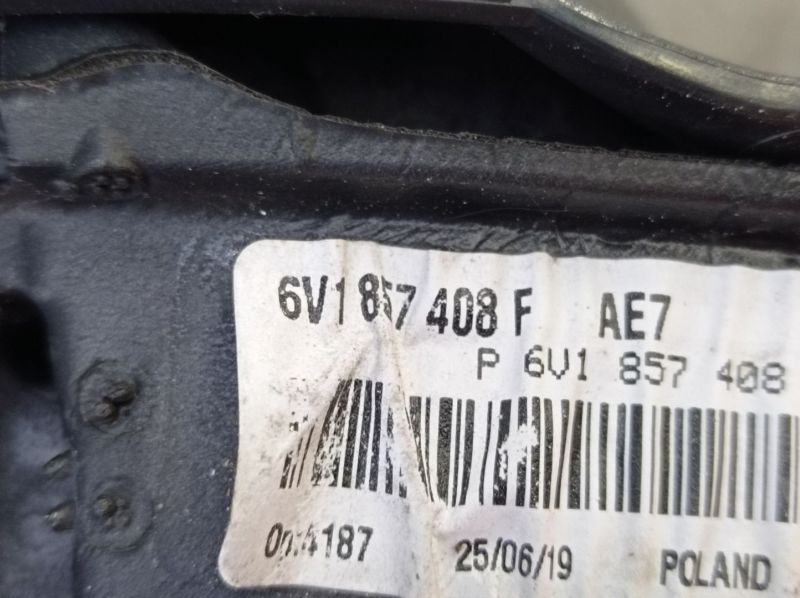 6V1 857 408 F AE7
P 6V1 857 408
25/06/19 POLAND